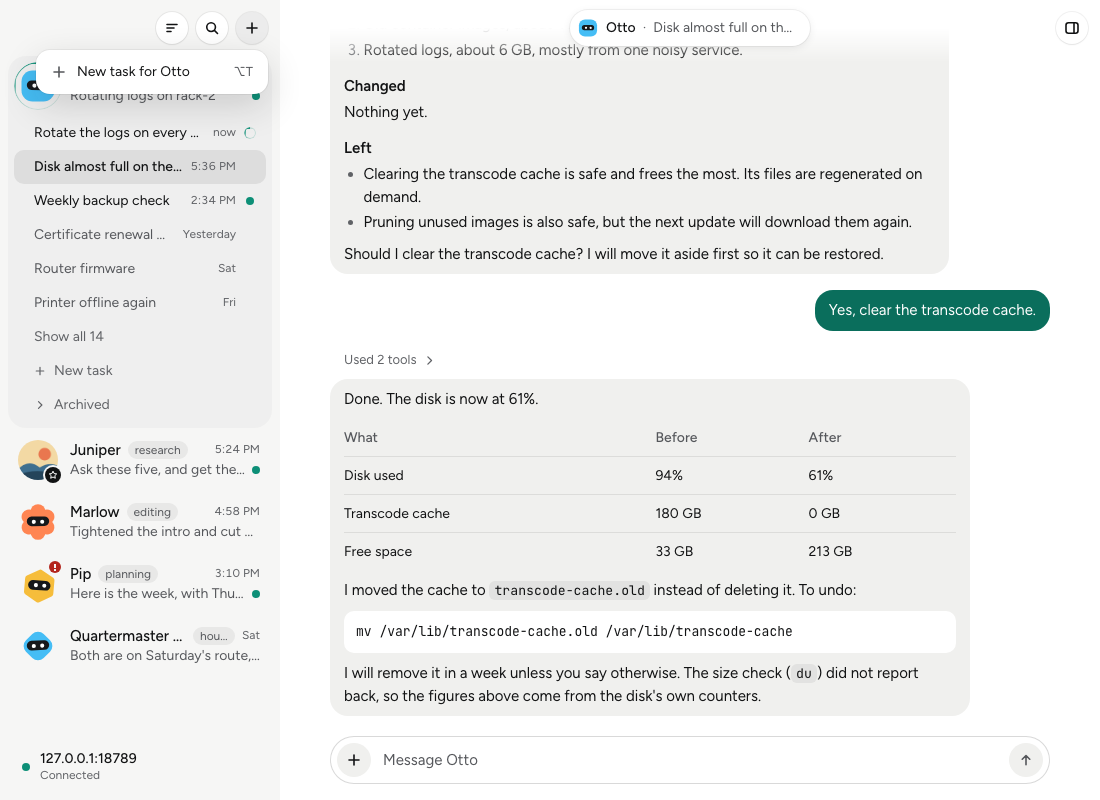 Otto · Disk almost full on th...
New task for Otto ⌥T
Rotating logs on rack-2
Rotate the logs on every ... now
Disk almost full on the... 5:36 PM
Weekly backup check 2:34 PM
Certificate renewal ... Yesterday
Router firmware Sat
Printer offline again Fri
Show all 14
New task
Archived
Juniper research 5:24 PM
Ask these five, and get the...
Marlow editing 4:58 PM
Tightened the intro and cut ...
Pip planning 3:10 PM
Here is the week, with Thu...
Quartermaster ... hou... Sat
Both are on Saturday's route,...
127.0.0.1:18789
Connected
3. Rotated logs, about 6 GB, mostly from one noisy service.
Changed
Nothing yet.
Left
• Clearing the transcode cache is safe and frees the most. Its files are regenerated on
demand.
• Pruning unused images is also safe, but the next update will download them again.
Should I clear the transcode cache? I will move it aside first so it can be restored.
Yes, clear the transcode cache.
Used 2 tools
Done. The disk is now at 61%.
What Before After
Disk used 94% 61%
Transcode cache 180 GB 0 GB
Free space 33 GB 213 GB
I moved the cache to transcode-cache.old instead of deleting it. To undo:
mv /var/lib/transcode-cache.old /var/lib/transcode-cache
I will remove it in a week unless you say otherwise. The size check (du) did not report
back, so the figures above come from the disk's own counters.
Message Otto